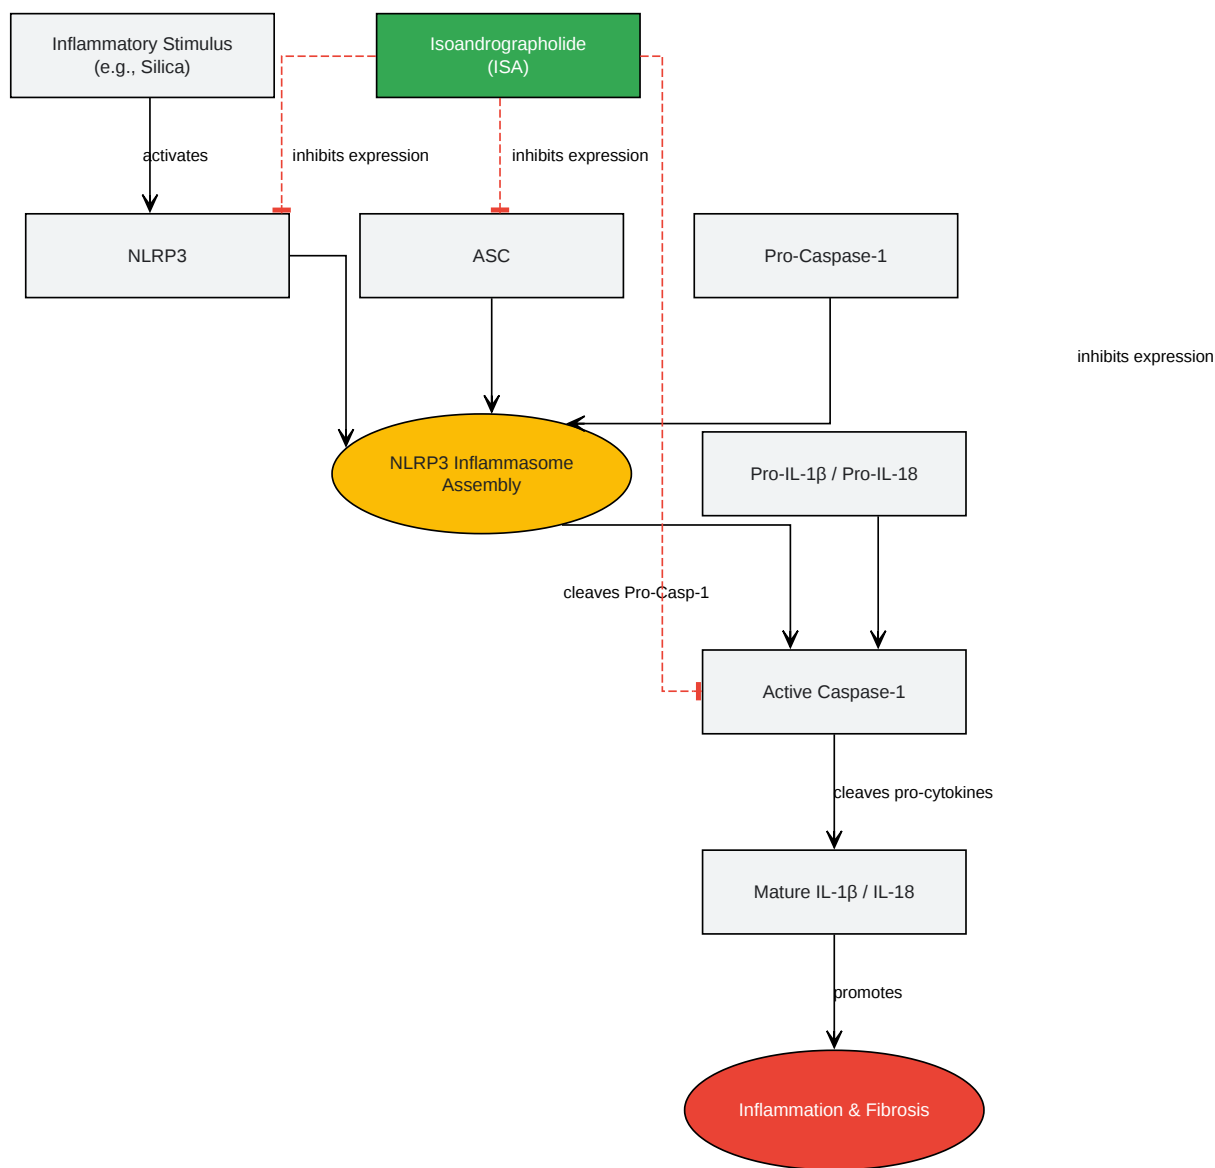 Inflammatory Stimulus
(e.g., Silica)
Isoandrographolide
(ISA)
activates
inhibits expression
inhibits expression
NLRP3
ASC
Pro-Caspase-1
inhibits expression
NLRP3 Inflammasome
Assembly
Pro-IL-1β / Pro-IL-18
cleaves Pro-Casp-1
Active Caspase-1
cleaves pro-cytokines
Mature IL-1β / IL-18
promotes
Inflammation & Fibrosis